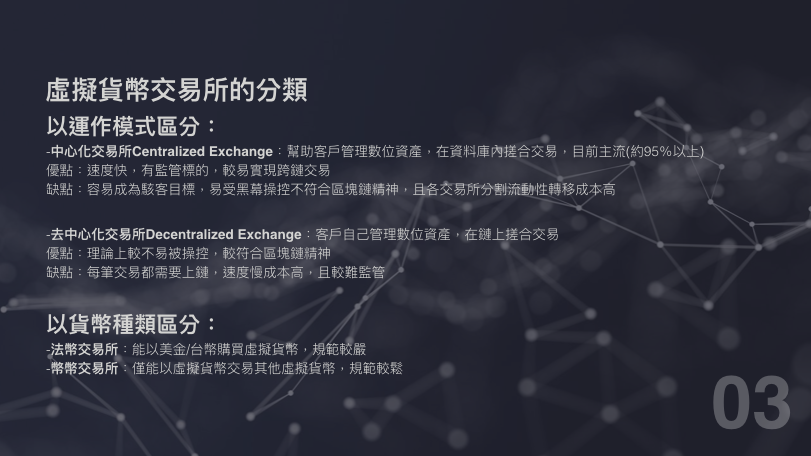 虛擬貨幣交易所的分類
以運作模式區分：
-中心化交易所Centralized Exchange：幫助客戶管理數位資產，在資料庫內搓合交易，目前主流(約95%以上)
優點：速度快，有監管標的，較易實現跨鏈交易
缺點：容易成為駭客目標，易受黑幕操控不符合區塊鏈精神，且各交易所分割流動性轉移成本高
-去中心化交易所Decentralized Exchange：客戶自己管理數位資產，在鏈上搓合交易
優點：理論上較不易被操控，較符合區塊鏈精神
缺點：每筆交易都需要上鏈，速度慢成本高，且較難監管
以貨幣種類區分：
-法幣交易所：能以美金/台幣購買虛擬貨幣，規範較嚴
-幣幣交易所：僅能以虛擬貨幣交易其他虛擬貨幣，規範較鬆
03